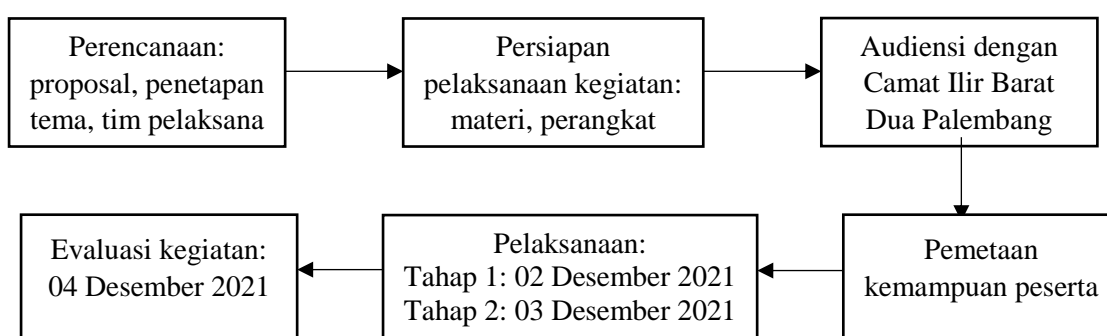 Perencanaan:
proposal, penetapan
tema, tim pelaksana
Persiapan
pelaksanaan kegiatan:
materi, perangkat
Audiensi dengan
Camat Ilir Barat
Dua Palembang
Pemetaan
kemampuan peserta
Pelaksanaan:
Tahap 1: 02 Desember 2021
Tahap 2: 03 Desember 2021
Evaluasi kegiatan:
04 Desember 2021